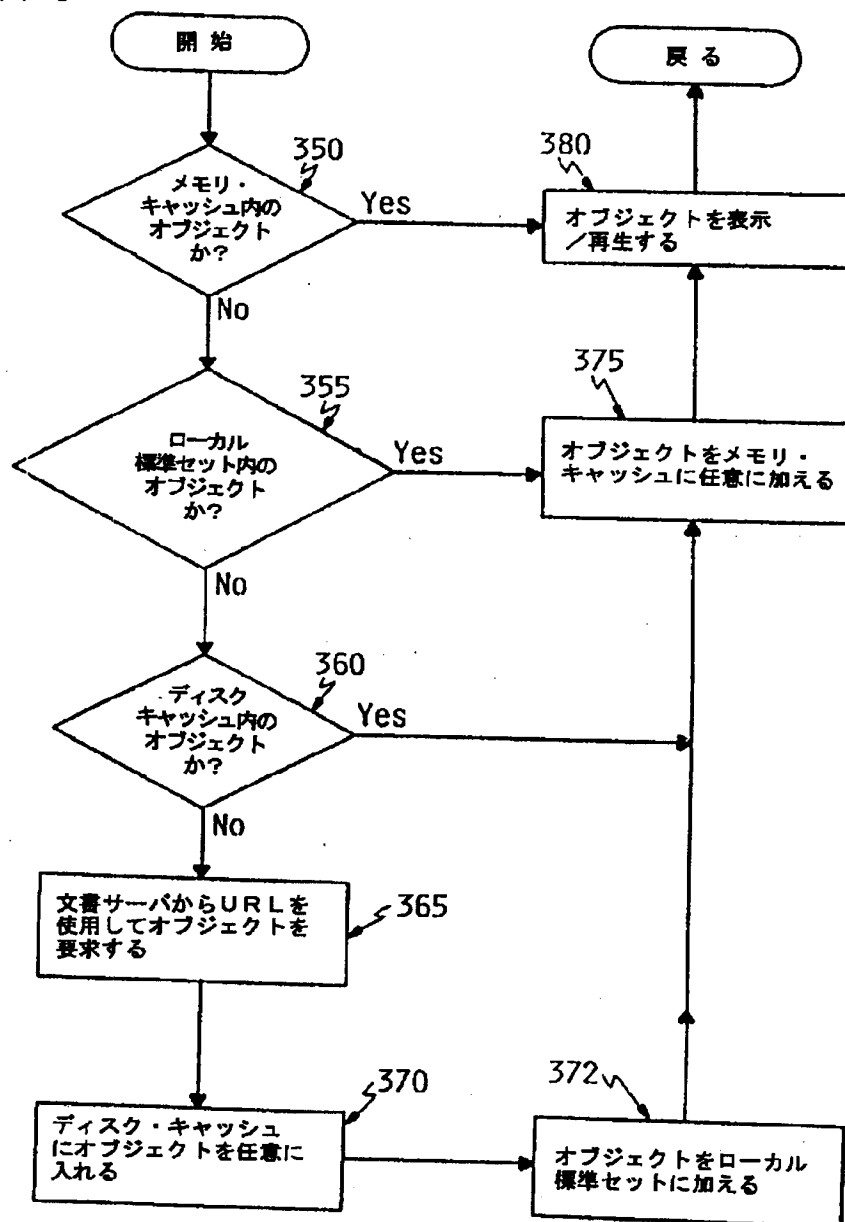 開 始
戻 る
350
メモリ・
キャッシュ内の
オブジェクト
か?
Yes
No
380
オブジェクトを表示
/再生する
355
ローカル
標準セット内の
オブジェクト
か?
Yes
No
375
オブジェクトをメモリ・
キャッシュに任意に加える
360
ディスク
キャッシュ内の
オブジェクト
か?
Yes
No
文書サーバからURLを
使用してオブジェクトを
要求する
365
370
ディスク・キャッシュ
にオブジェクトを任意に
入れる
372
オブジェクトをローカル
標準セットに加える